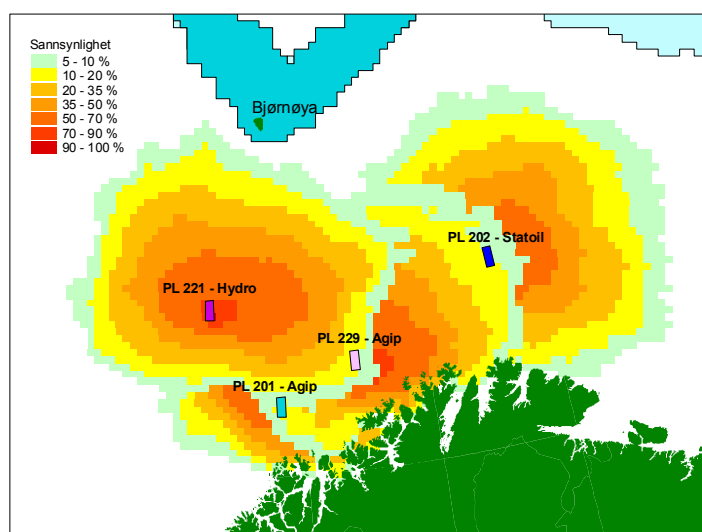 Sannsynlighet
5 - 10 %
10 - 20 %
20 - 35 %
35 - 50 %
50 - 70 %
70 - 90 %
90 - 100 %
Bjørnøya
PL 202 - Statoil
PL 221 - Hydro
PL 229 - Agip
PL 201 - Agip